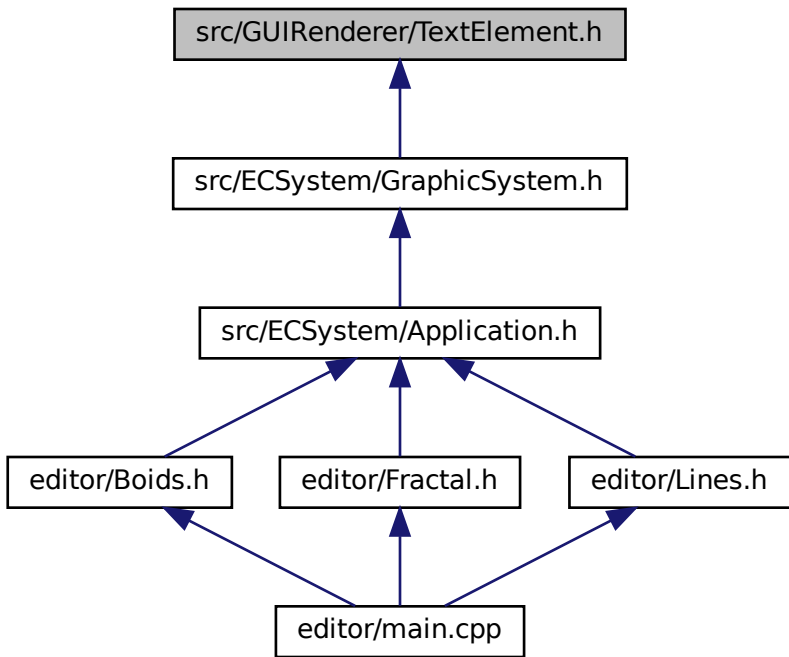 src/GUIRenderer/TextElement.h
src/ECSystem/GraphicSystem.h
src/ECSystem/Application.h
editor/Boids.h
editor/Fractal.h
editor/Lines.h
editor/main.cpp